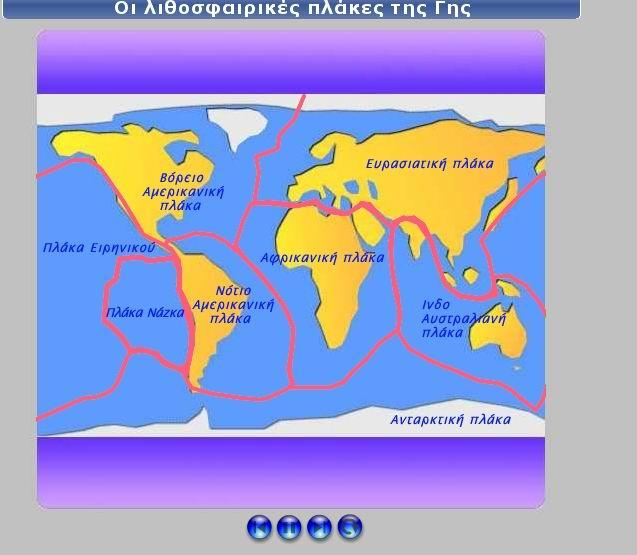 Οι λιθοσφαιρικές πλάκες της Γης
Βόρειο
Αμερικανική
πλάκα
Ευρασιατική πλάκα
Πλάκα Ειρηνικού
Αφρικανική πλάκα
Πλάκα Νάζκα
Νότιο
Αμερικανική
πλάκα
Ινδο
Αυστραλιανή
πλάκα
Ανταρκτική πλάκα